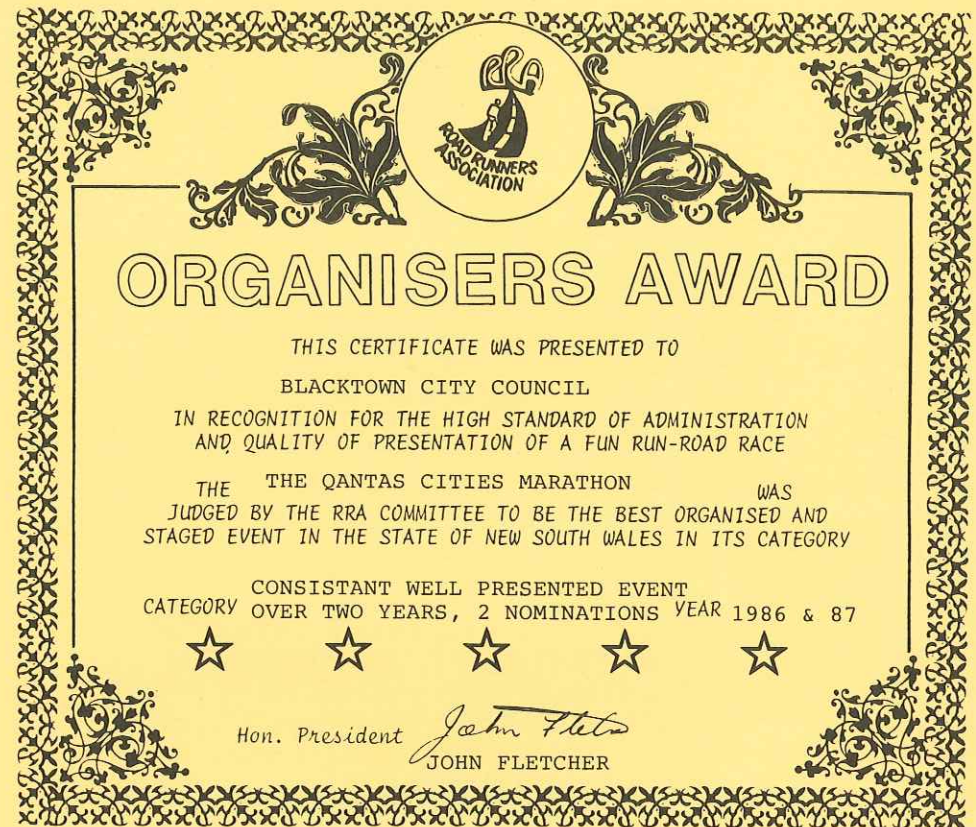 RRA
ROAD RUNNERS
ASSOCIATION
ORGANISERS AWARD
THIS CERTIFICATE WAS PRESENTED TO
BLACKTOWN CITY COUNCIL
IN RECOGNITION FOR THE HIGH STANDARD OF ADMINISTRATION
AND QUALITY OF PRESENTATION OF A FUN RUN-ROAD RACE
THE THE QANTAS CITIES MARATHON WAS
JUDGED BY THE RRA COMMITTEE TO BE THE BEST ORGANISED AND
STAGED EVENT IN THE STATE OF NEW SOUTH WALES IN ITS CATEGORY
CONSISTANT WELL PRESENTED EVENT
CATEGORY OVER TWO YEARS, 2 NOMINATIONS YEAR 1986 & 87
Hon. President John Fletcher
JOHN FLETCHER